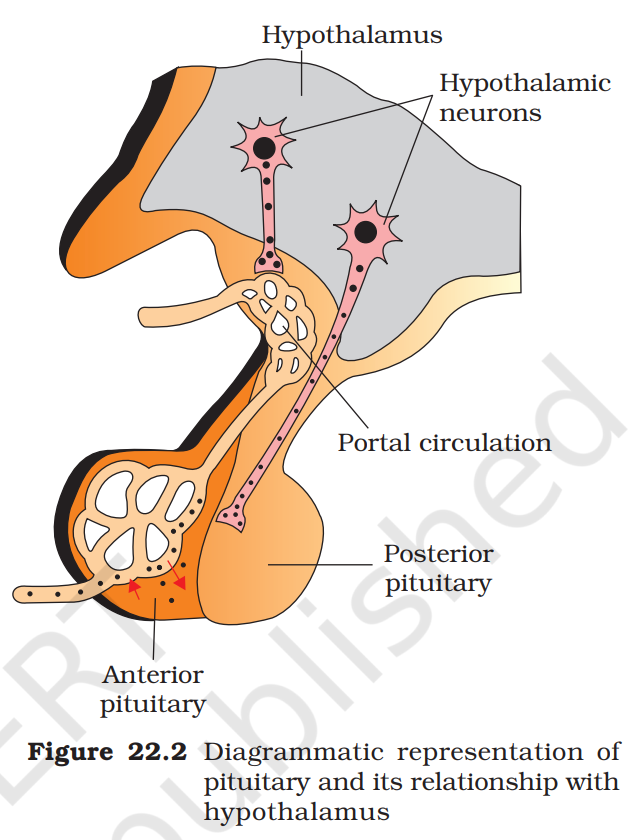 Hypothalamus
Hypothalamic
neurons
Portal circulation
Posterior
pituitary
Anterior
pituitary
Figure 22.2 Diagrammatic representation of
pituitary and its relationship with
hypothalamus
ublished